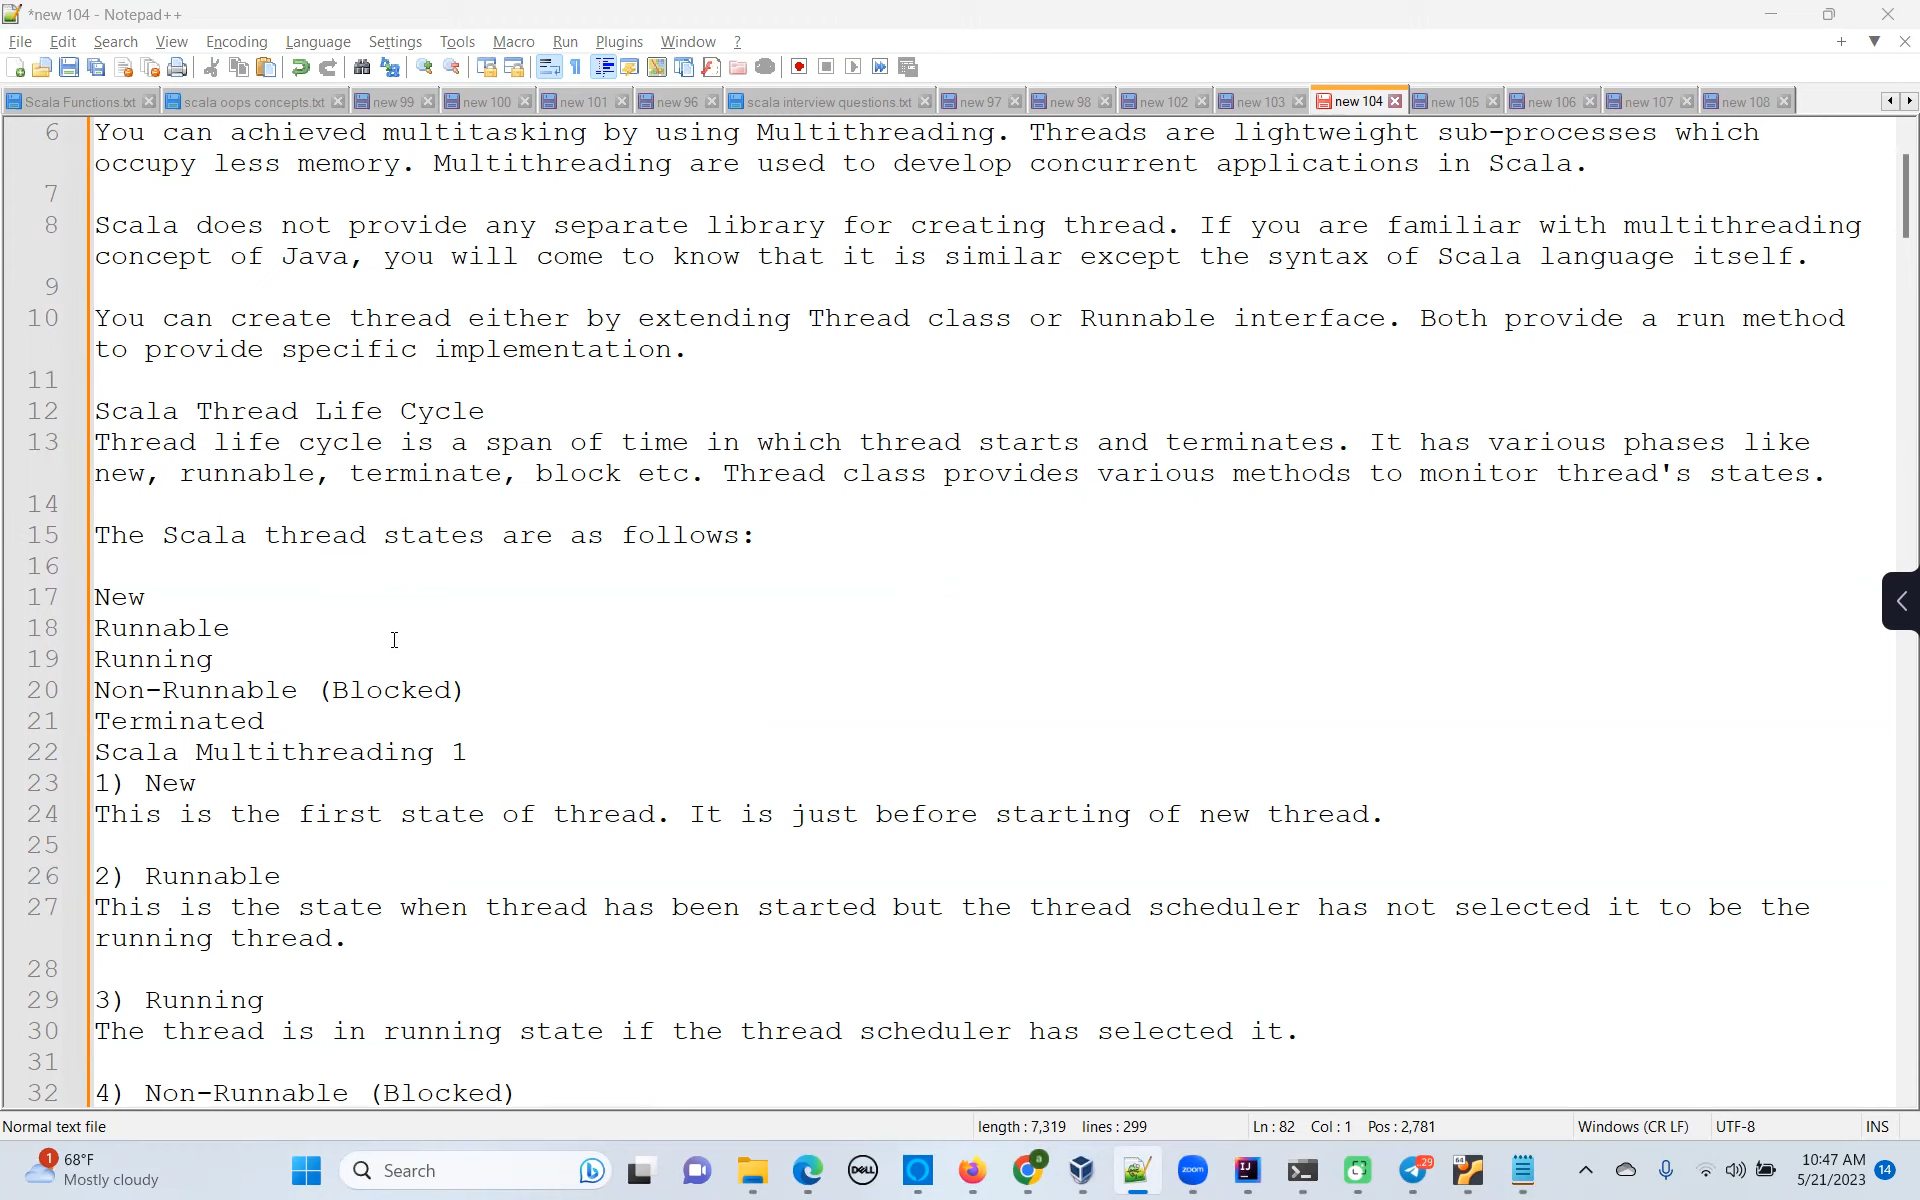 *new 104 - Notepad++
File Edit Search View Encoding Language Settings Tools Macro Run Plugins Window ?
Scala Functions.txt scala oops concepts.txt new 99 new 100 new 101 new 96 scala interview questions.txt new 97 new 98 new 102 new 103 new 104 new 105 new 106 new 107 new 108
6 You can achieved multitasking by using Multithreading. Threads are lightweight sub-processes which
occupy less memory. Multithreading are used to develop concurrent applications in Scala.
7
8 Scala does not provide any separate library for creating thread. If you are familiar with multithreading
concept of Java, you will come to know that it is similar except the syntax of Scala language itself.
9
10 You can create thread either by extending Thread class or Runnable interface. Both provide a run method
to provide specific implementation.
11
12 Scala Thread Life Cycle
13 Thread life cycle is a span of time in which thread starts and terminates. It has various phases like
new, runnable, terminate, block etc. Thread class provides various methods to monitor thread's states.
14
15 The Scala thread states are as follows:
16
17 New
18 Runnable
19 Running
20 Non-Runnable (Blocked)
21 Terminated
22 Scala Multithreading 1
23 1) New
24 This is the first state of thread. It is just before starting of new thread.
25
26 2) Runnable
27 This is the state when thread has been started but the thread scheduler has not selected it to be the
running thread.
28
29 3) Running
30 The thread is in running state if the thread scheduler has selected it.
31
32 4) Non-Runnable (Blocked)
Normal text file length : 7,319 lines : 299 Ln : 82 Col : 1 Pos : 2,781 Windows (CR LF) UTF-8 INS
1 68°F
Mostly cloudy
Search
DELL
zoom
IJ
29
64
10:47 AM
5/21/2023
14